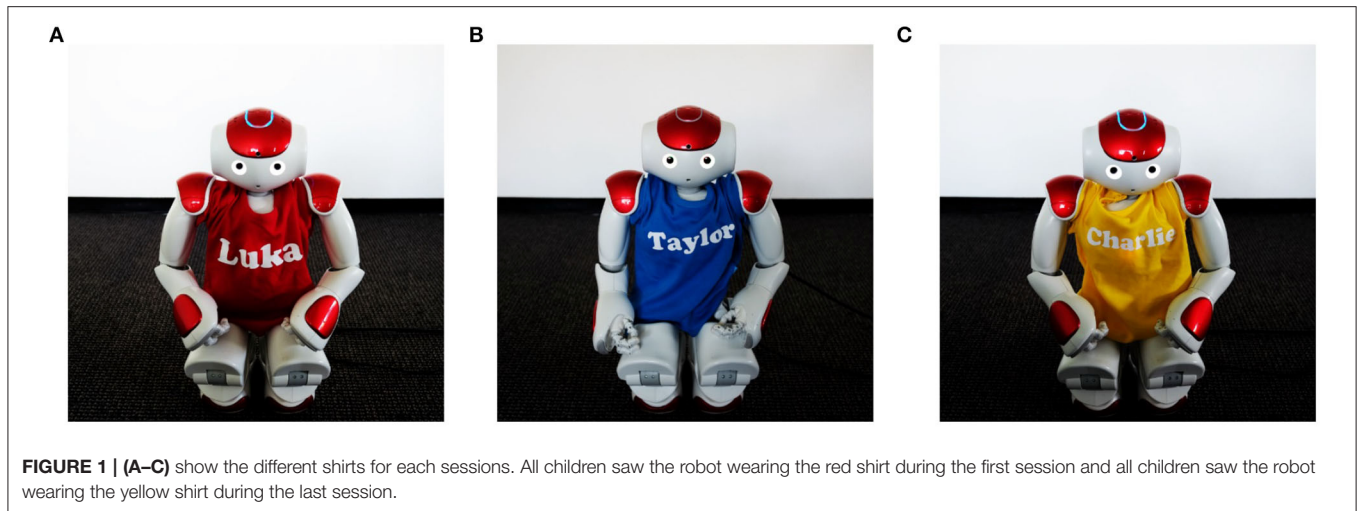 A
B
C
Luka
Taylor
Charlie
FIGURE 1 | (A–C) show the different shirts for each sessions. All children saw the robot wearing the red shirt during the first session and all children saw the robot
wearing the yellow shirt during the last session.